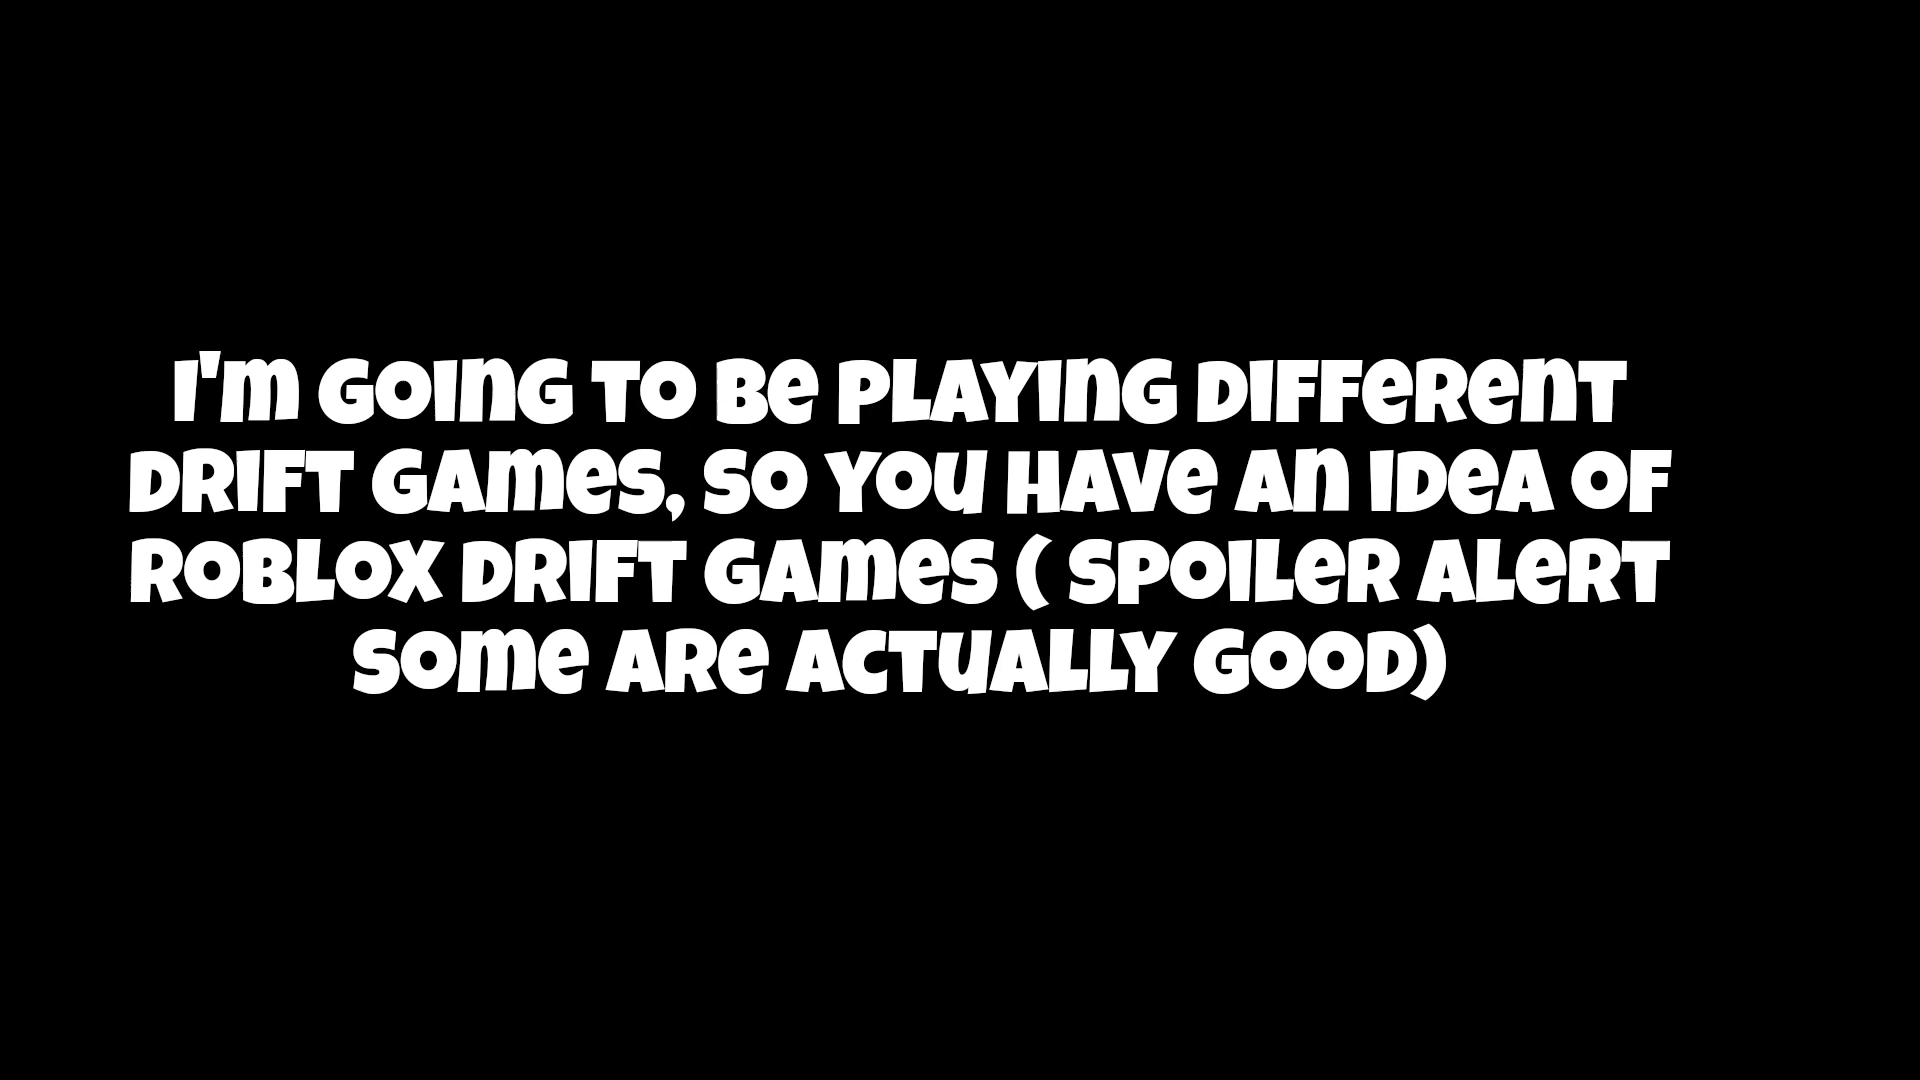 I'm going to be playing different
drift games, so you have an idea of
roblox drift games ( spoiler alert
some are actually good)